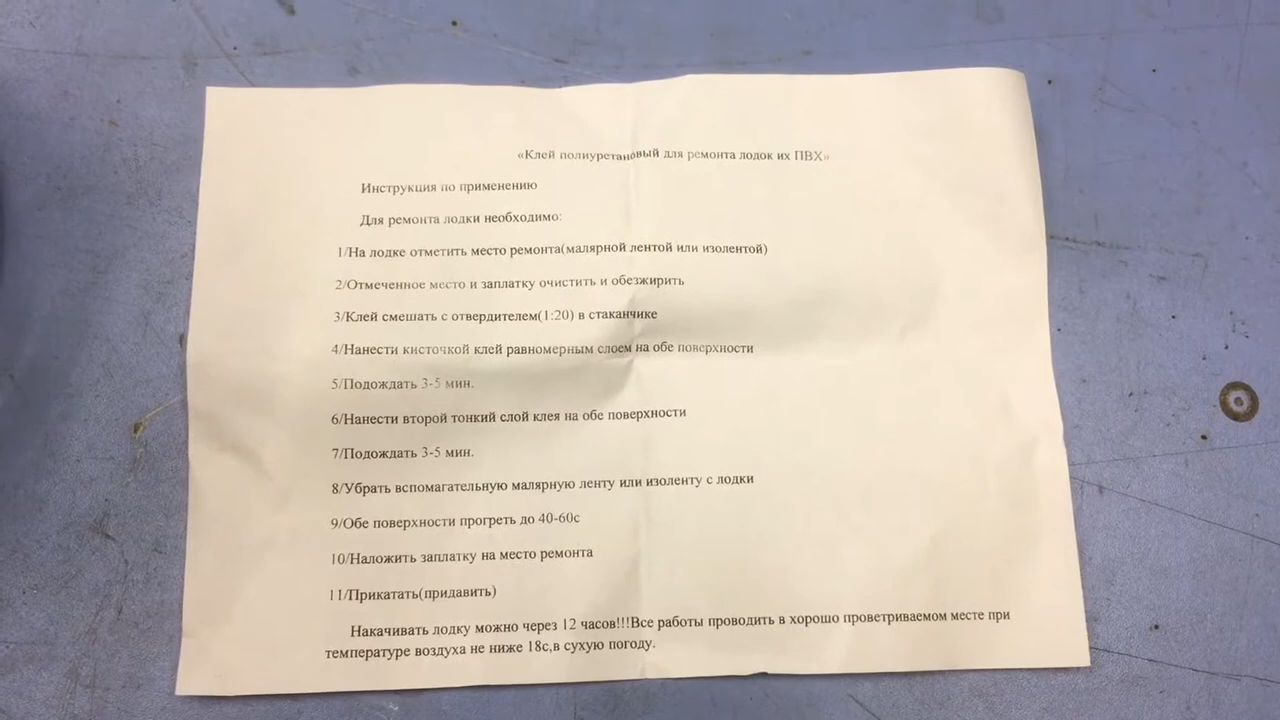 «Клей полиуретановый для ремонта лодок их ПВХ»
Инструкция по применению
Для ремонта лодки необходимо:
1/На лодке отметить место ремонта(малярной лентой или изолентой)
2/Отмеченное место и заплатку очистить и обезжирить
3/Клей смешать с отвердителем(1:20) в стаканчике
4/Нанести кисточкой клей равномерным слоем на обе поверхности
5/Подождать 3-5 мин.
6/Нанести второй тонкий слой клея на обе поверхности
7/Подождать 3-5 мин.
8/Убрать вспомагательную малярную ленту или изоленту с лодки
9/Обе поверхности прогреть до 40-60с
10/Наложить заплатку на место ремонта
11/Прикатать(придавить)
Накачивать лодку можно через 12 часов!!!Все работы проводить в хорошо проветриваемом месте при
температуре воздуха не ниже 18с,в сухую погоду.